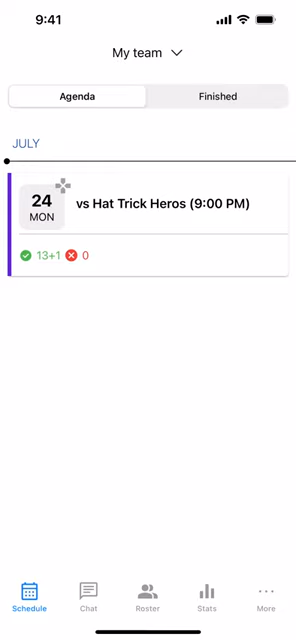 9:41
My team
Agenda
Finished
JULY
24
MON
vs Hat Trick Heros (9:00 PM)
13+1
0
Schedule
Chat
Roster
Stats
More